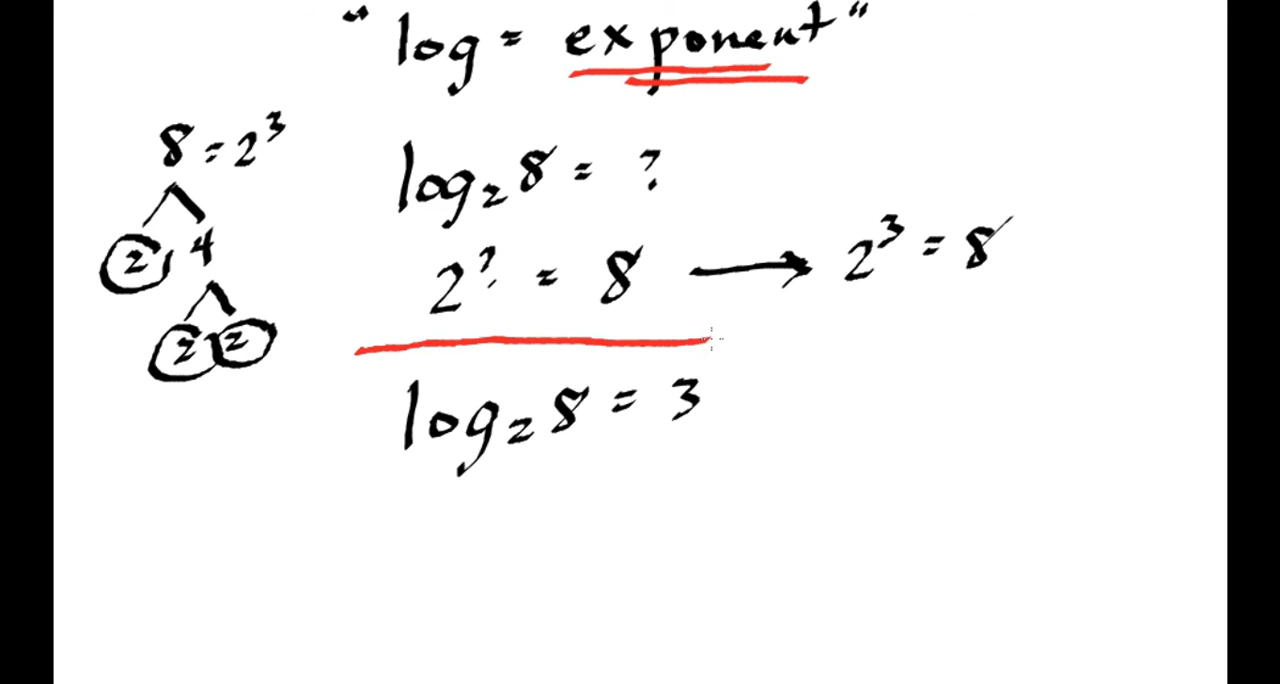 "log = exponent"
8 = 2³
log₂8 = ?
2, 4
2^? = 8 → 2³ = 8
2 2
log₂8 = 3